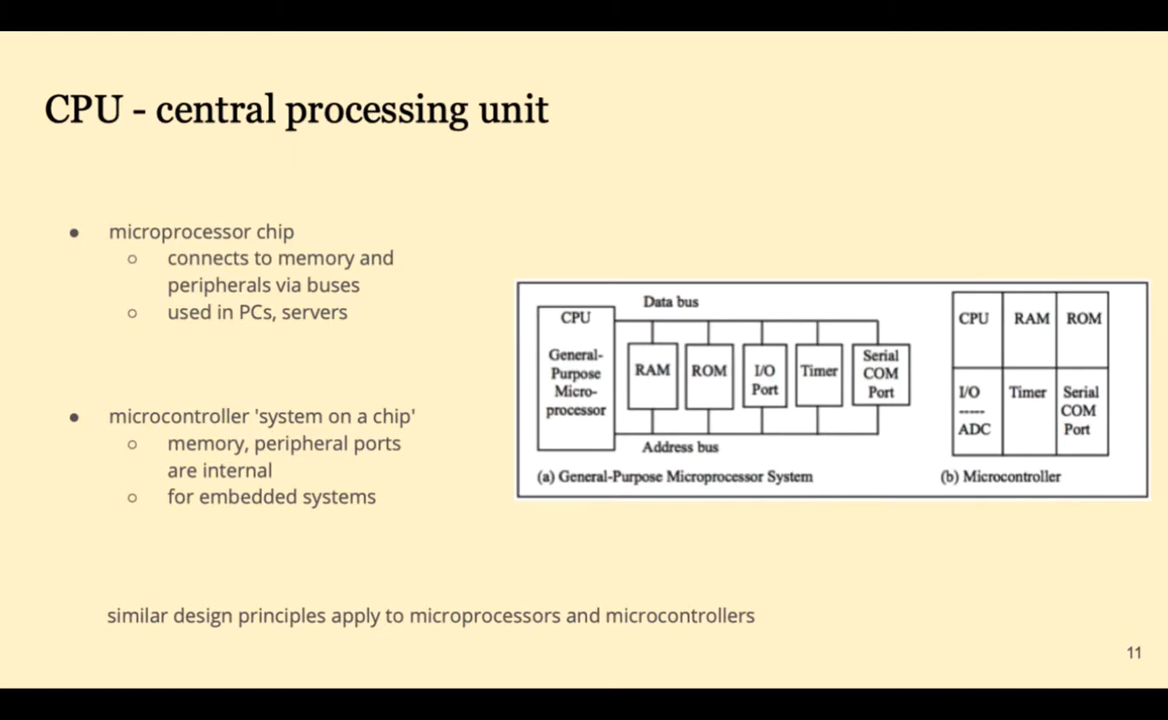 CPU - central processing unit
● microprocessor chip
○ connects to memory and
peripherals via buses
○ used in PCs, servers
● microcontroller 'system on a chip'
○ memory, peripheral ports
are internal
○ for embedded systems
Data bus
CPU
General-
Purpose
Micro-
processor
RAM
ROM
I/O
Port
Timer
Serial
COM
Port
Address bus
(a) General-Purpose Microprocessor System
CPU
RAM
ROM
I/O
-----
ADC
Timer
Serial
COM
Port
(b) Microcontroller
similar design principles apply to microprocessors and microcontrollers
11